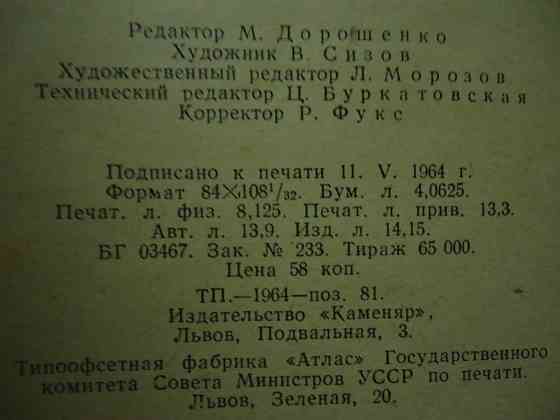 Редактор М. Дорошенко
Художник В. Сизов
Художественный редактор Л. Морозов
Технический редактор Ц. Буркатовская
Корректор Р. Фукс
Подписано к печати 11. V. 1964 г.
Формат 84×108¹/₃₂. Бум. л. 4,0625.
Печат. л. физ. 8,125. Печат. л. прив. 13,3.
Авт. л. 13,9. Изд. л. 14,15.
БГ 03467. Зак. № 233. Тираж 65 000.
Цена 58 коп.
ТП.—1964—поз. 81.
Издательство «Каменяр»,
Львов, Подвальная, 3.
Типоофсетная фабрика «Атлас» Государственного
комитета Совета Министров УССР по печати.
Львов, Зеленая, 20.